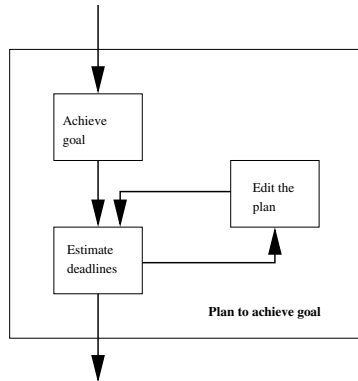 Achieve
goal
Edit the
plan
Estimate
deadlines
Plan to achieve goal